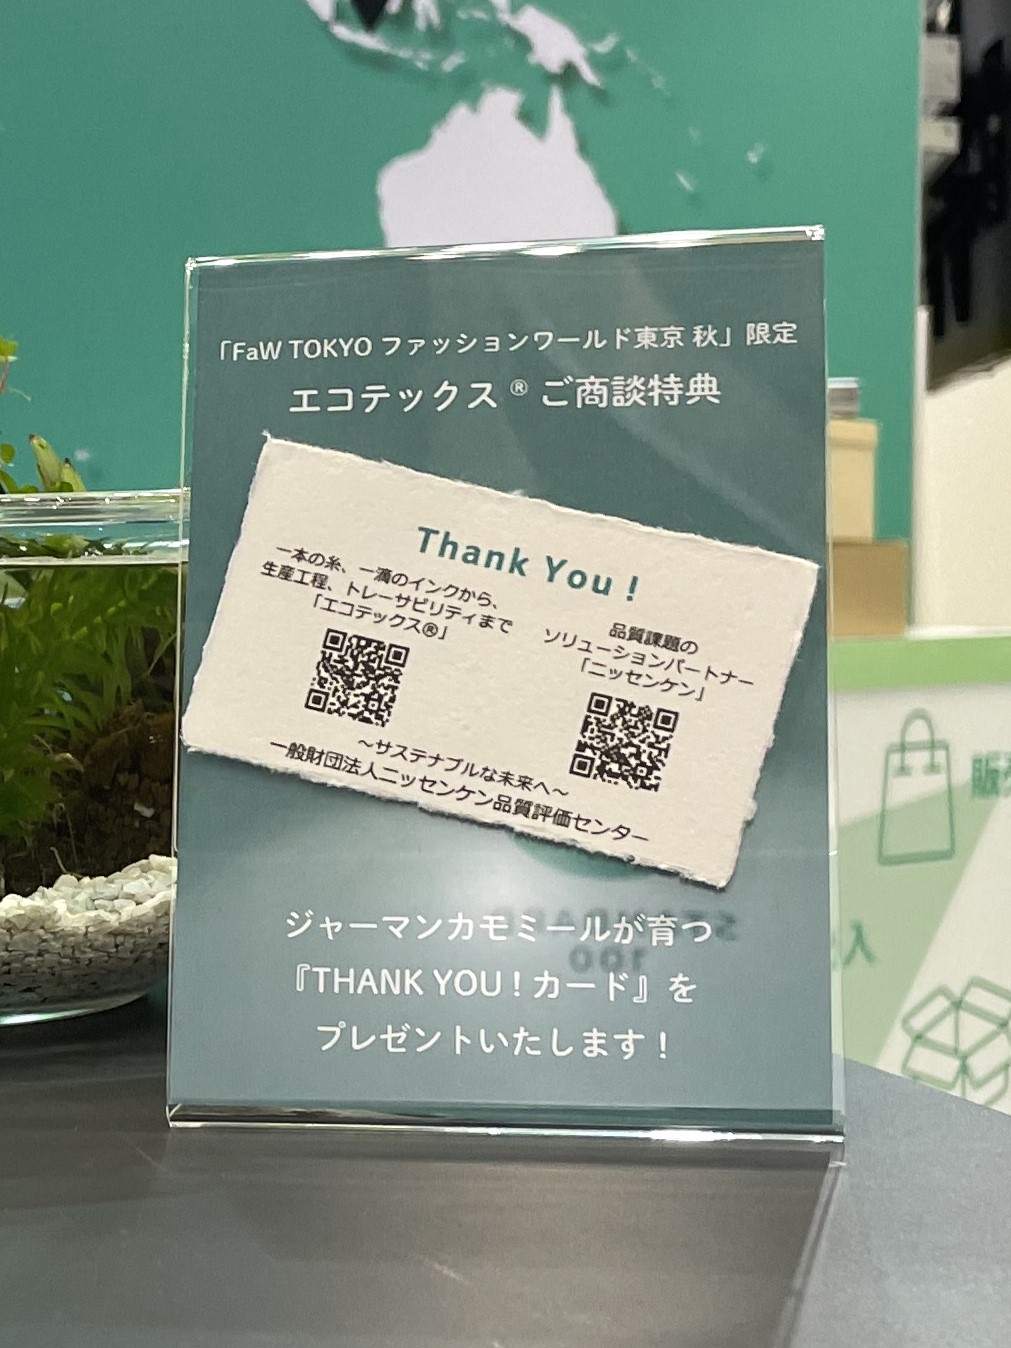 「FaW TOKYO ファッションワールド東京 秋」限定
エコテックス®ご商談特典
Thank You !
一本の糸、一滴のインクから、
生産工程、トレーサビリティまで
「エコテックス®」
品質課題の
ソリューションパートナー
「ニッセンケン」
～サステナブルな未来へ～
一般財団法人ニッセンケン品質評価センター
ジャーマンカモミールが育つ
『THANK YOU！カード』を
プレゼントいたします！
STANDARD
100
販売
入